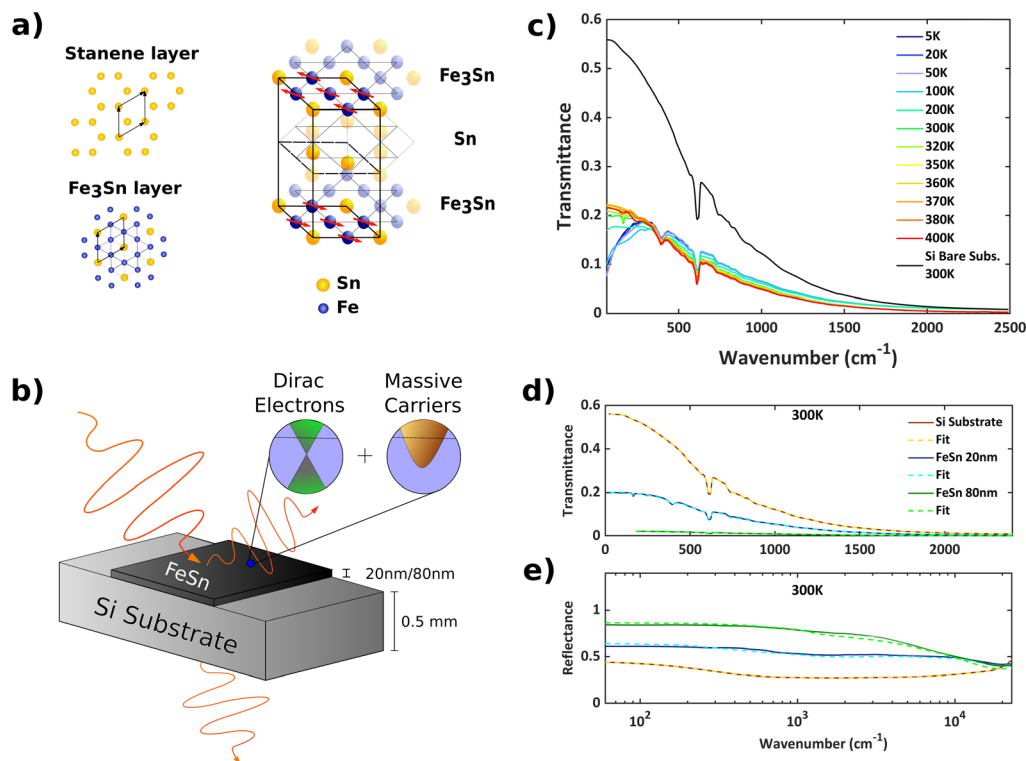 a)
Stanene layer
Fe3Sn layer
Fe3Sn
Sn
Fe3Sn
Sn
Fe
b)
Dirac
Electrons
+
Massive
Carriers
FeSn
Si Substrate
20nm/80nm
0.5 mm
c)
Transmittance
0.6
0.5
0.4
0.3
0.2
0.1
0
500
1000
1500
2000
2500
Wavenumber (cm-1)
5K
20K
50K
100K
200K
300K
320K
350K
360K
370K
380K
400K
Si Bare Subs.
300K
d)
300K
Transmittance
0.6
0.4
0.2
0
0
500
1000
1500
2000
Si Substrate
Fit
FeSn 20nm
Fit
FeSn 80nm
Fit
e)
300K
Reflectance
1
0.5
0
10^2
10^3
10^4
Wavenumber (cm-1)